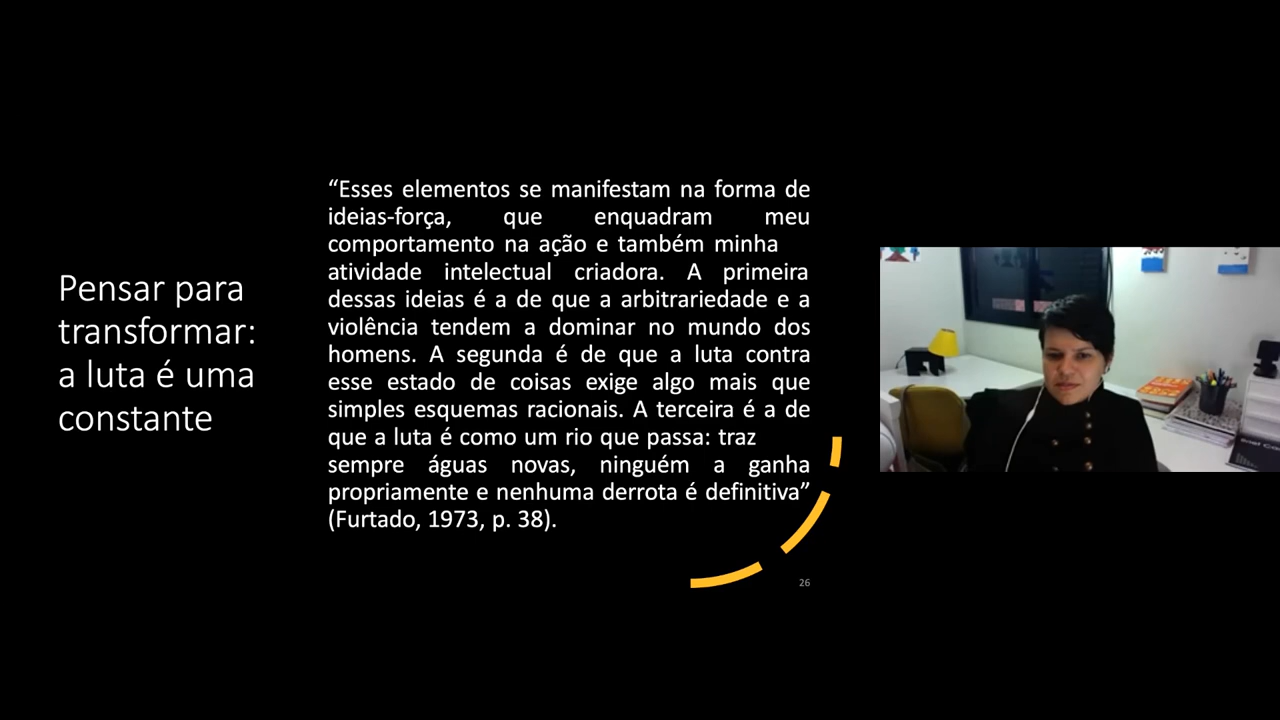 Pensar para
transformar:
a luta é uma
constante
“Esses elementos se manifestam na forma de
ideias-força, que enquadram meu
comportamento na ação e também minha
atividade intelectual criadora. A primeira
dessas ideias é a de que a arbitrariedade e a
violência tendem a dominar no mundo dos
homens. A segunda é de que a luta contra
esse estado de coisas exige algo mais que
simples esquemas racionais. A terceira é a de
que a luta é como um rio que passa: traz
sempre águas novas, ninguém a ganha
propriamente e nenhuma derrota é definitiva”
(Furtado, 1973, p. 38).
26